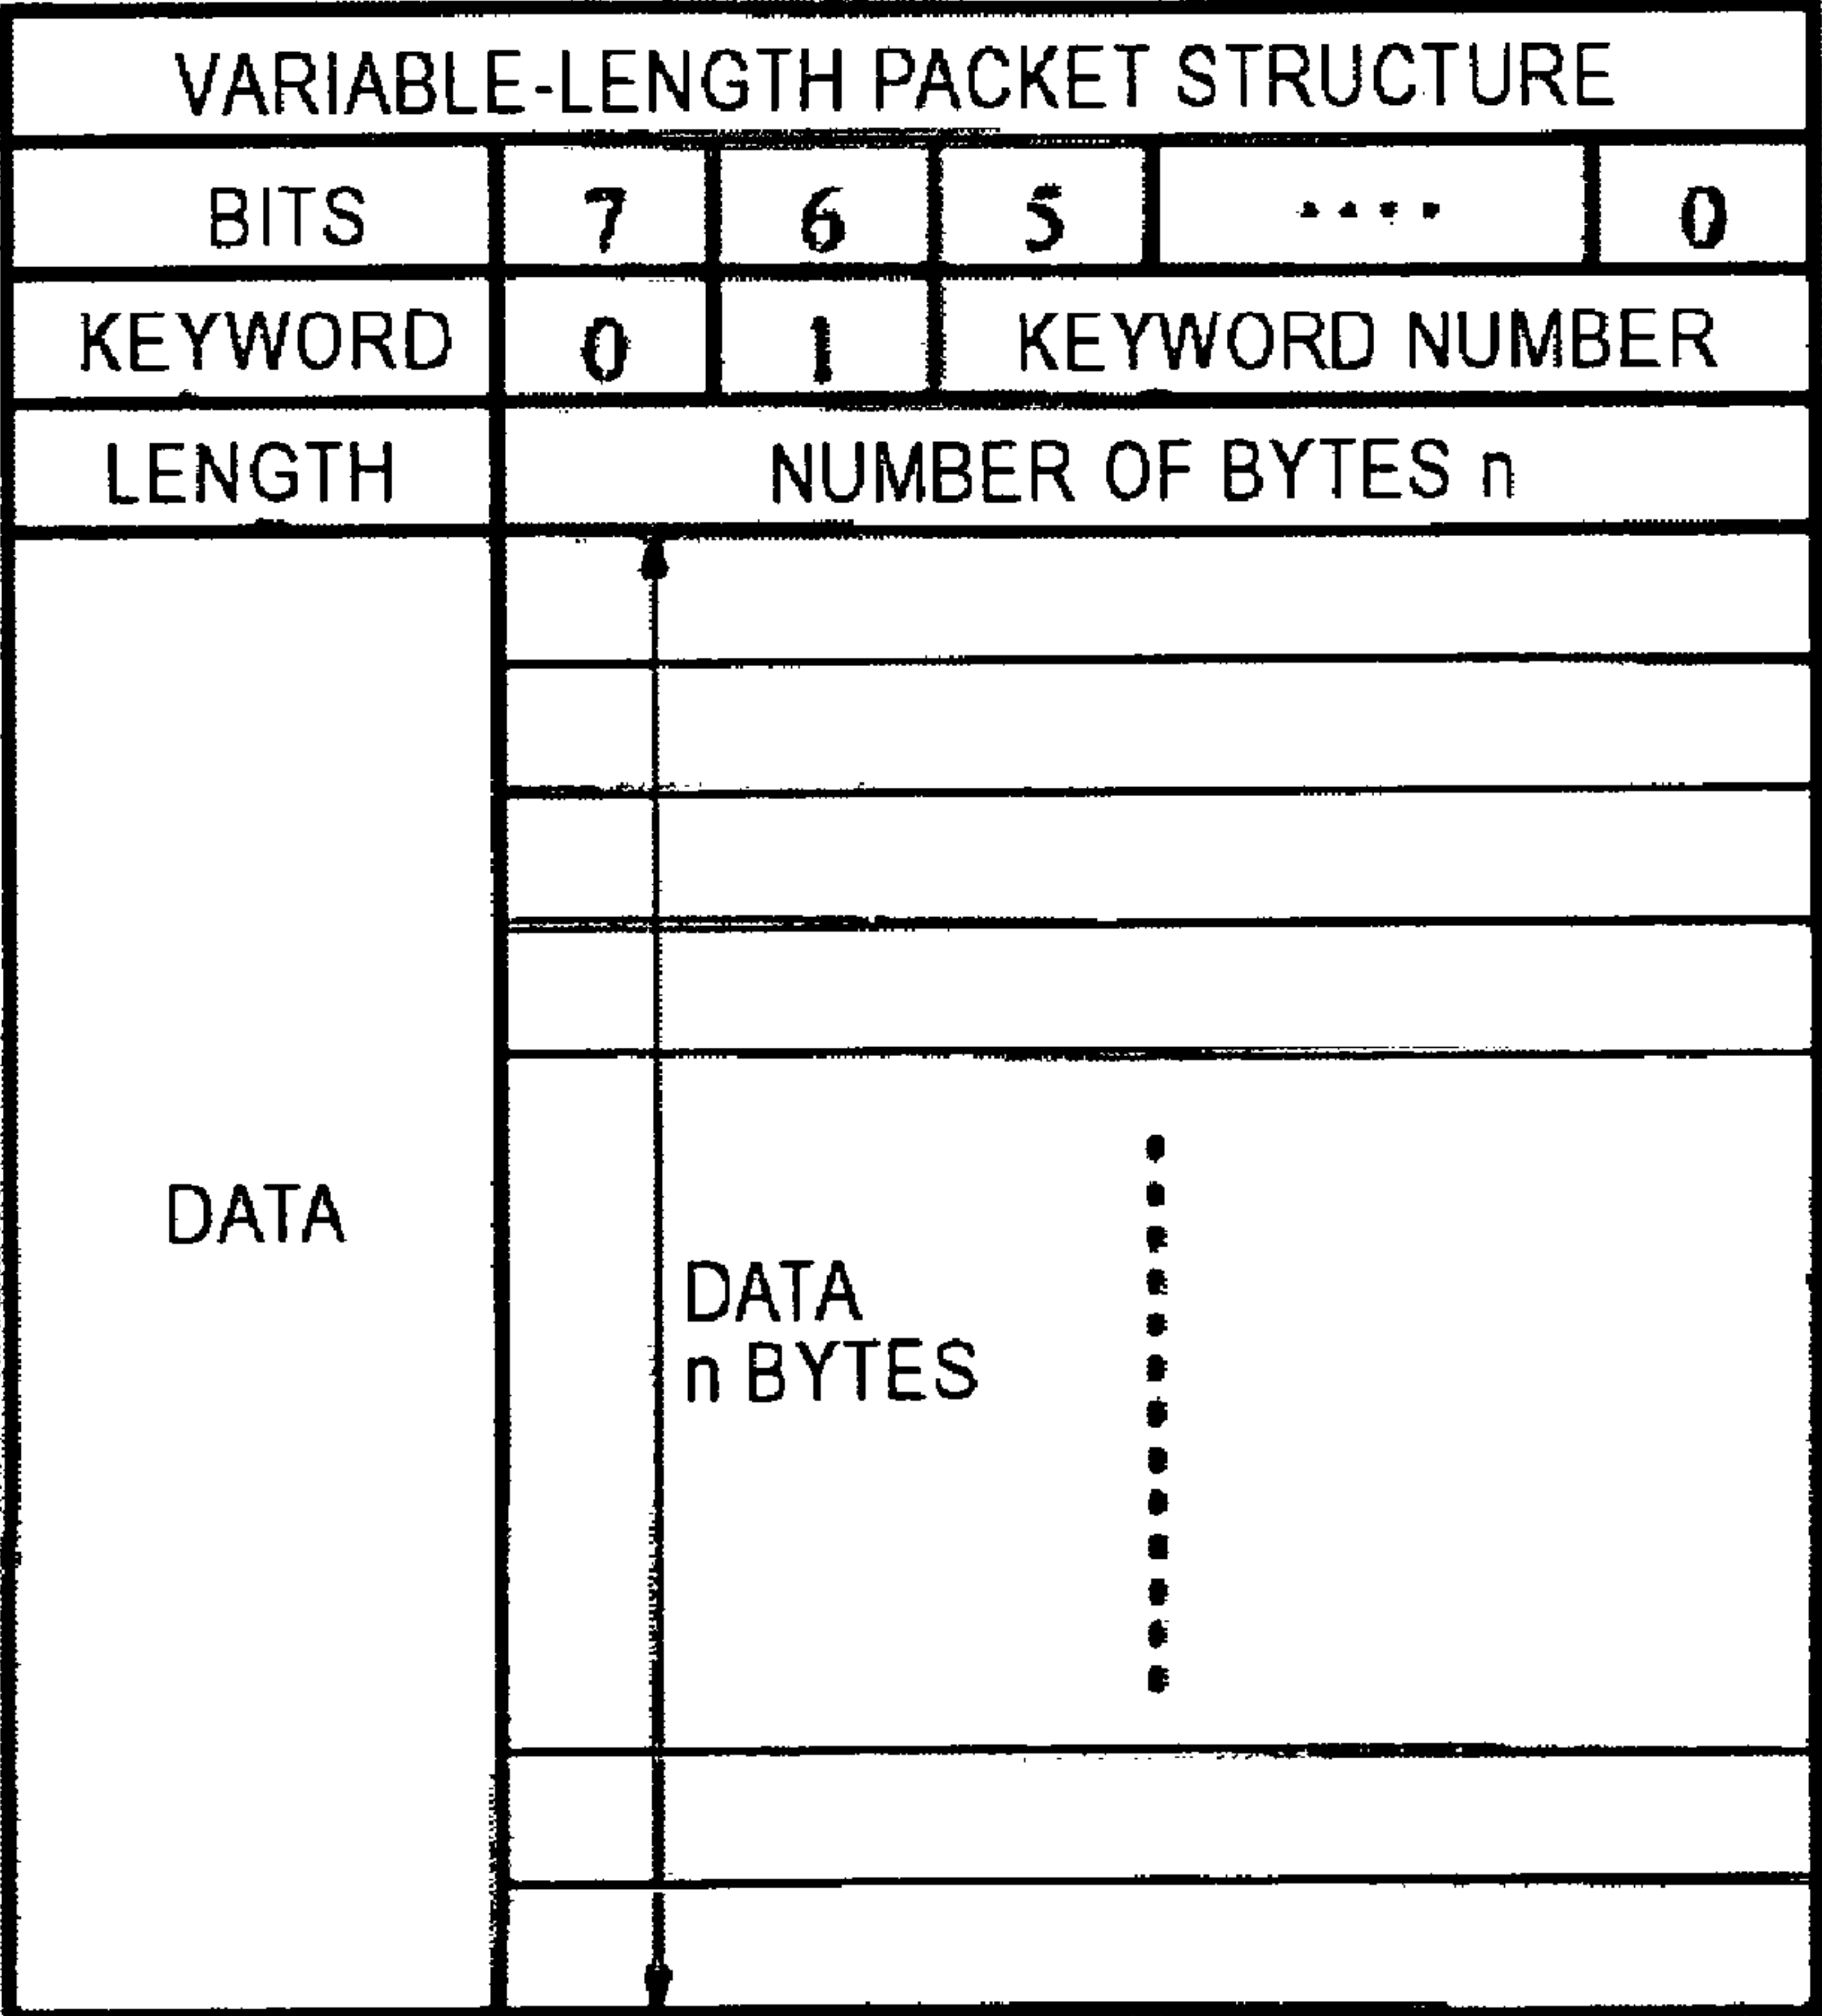 VARIABLE-LENGTH PACKET STRUCTURE
BITS 7 6 5 .... 0
KEYWORD 0 1 KEYWORD NUMBER
LENGTH NUMBER OF BYTES n
DATA
DATA
n BYTES